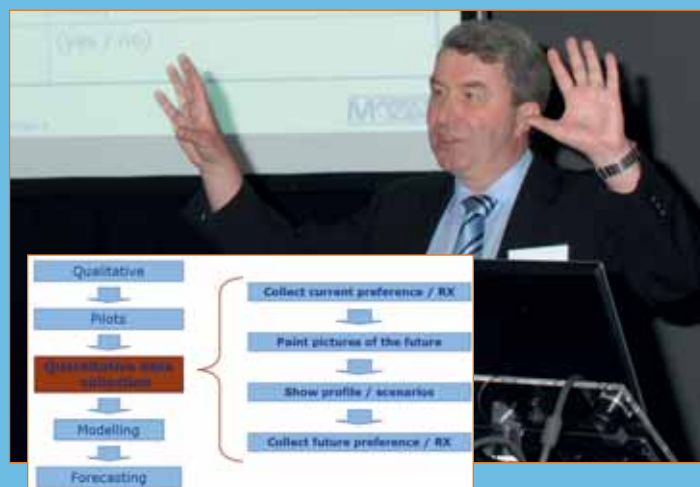 (yes / no)
Qualitative
Pilots
Quantitative data
collection
Modelling
Forecasting
Collect current preference / RX
Paint pictures of the future
Show profile / scenarios
Collect future preference / RX